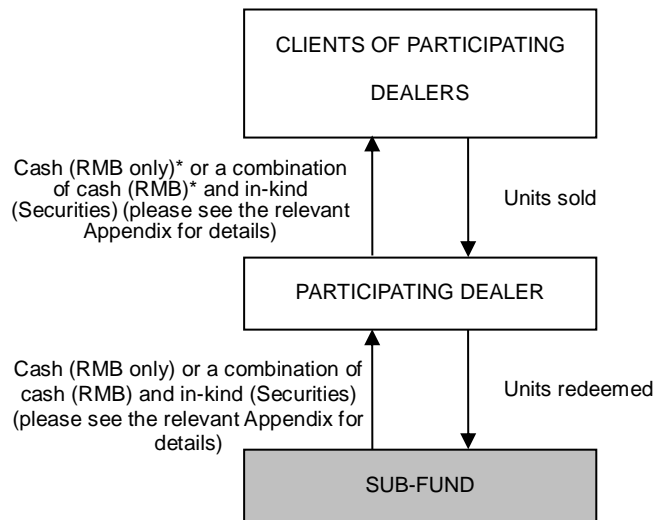 CLIENTS OF PARTICIPATING
DEALERS
Cash (RMB only)* or a combination
of cash (RMB)* and in-kind
(Securities) (please see the relevant
Appendix for details)
Units sold
PARTICIPATING DEALER
Cash (RMB only) or a combination of
cash (RMB) and in-kind (Securities)
(please see the relevant Appendix for
details)
Units redeemed
SUB-FUND